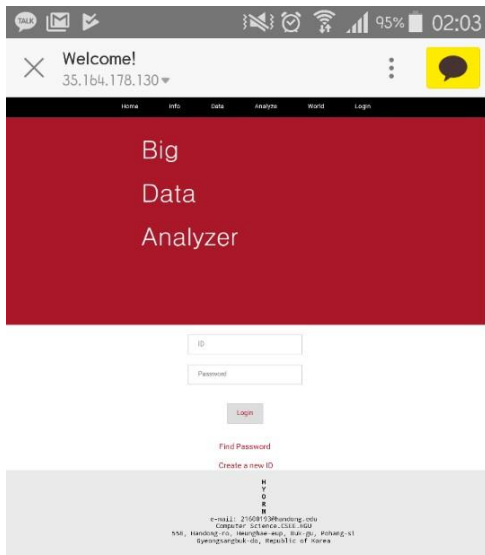 TALK
95% 02:03
Welcome!
35.164.178.130
Home Info Data Analyze World Login
Big
Data
Analyzer
ID
Password
Login
Find Password
Create a new ID
H
Y
O
R
M
e-mail: 21600193@handong.edu
Computer Science.CSEE.HGU
558, Handong-ro, Heunghae-eup, Buk-gu, Pohang-si
Gyeongsangbuk-do, Republic of Korea